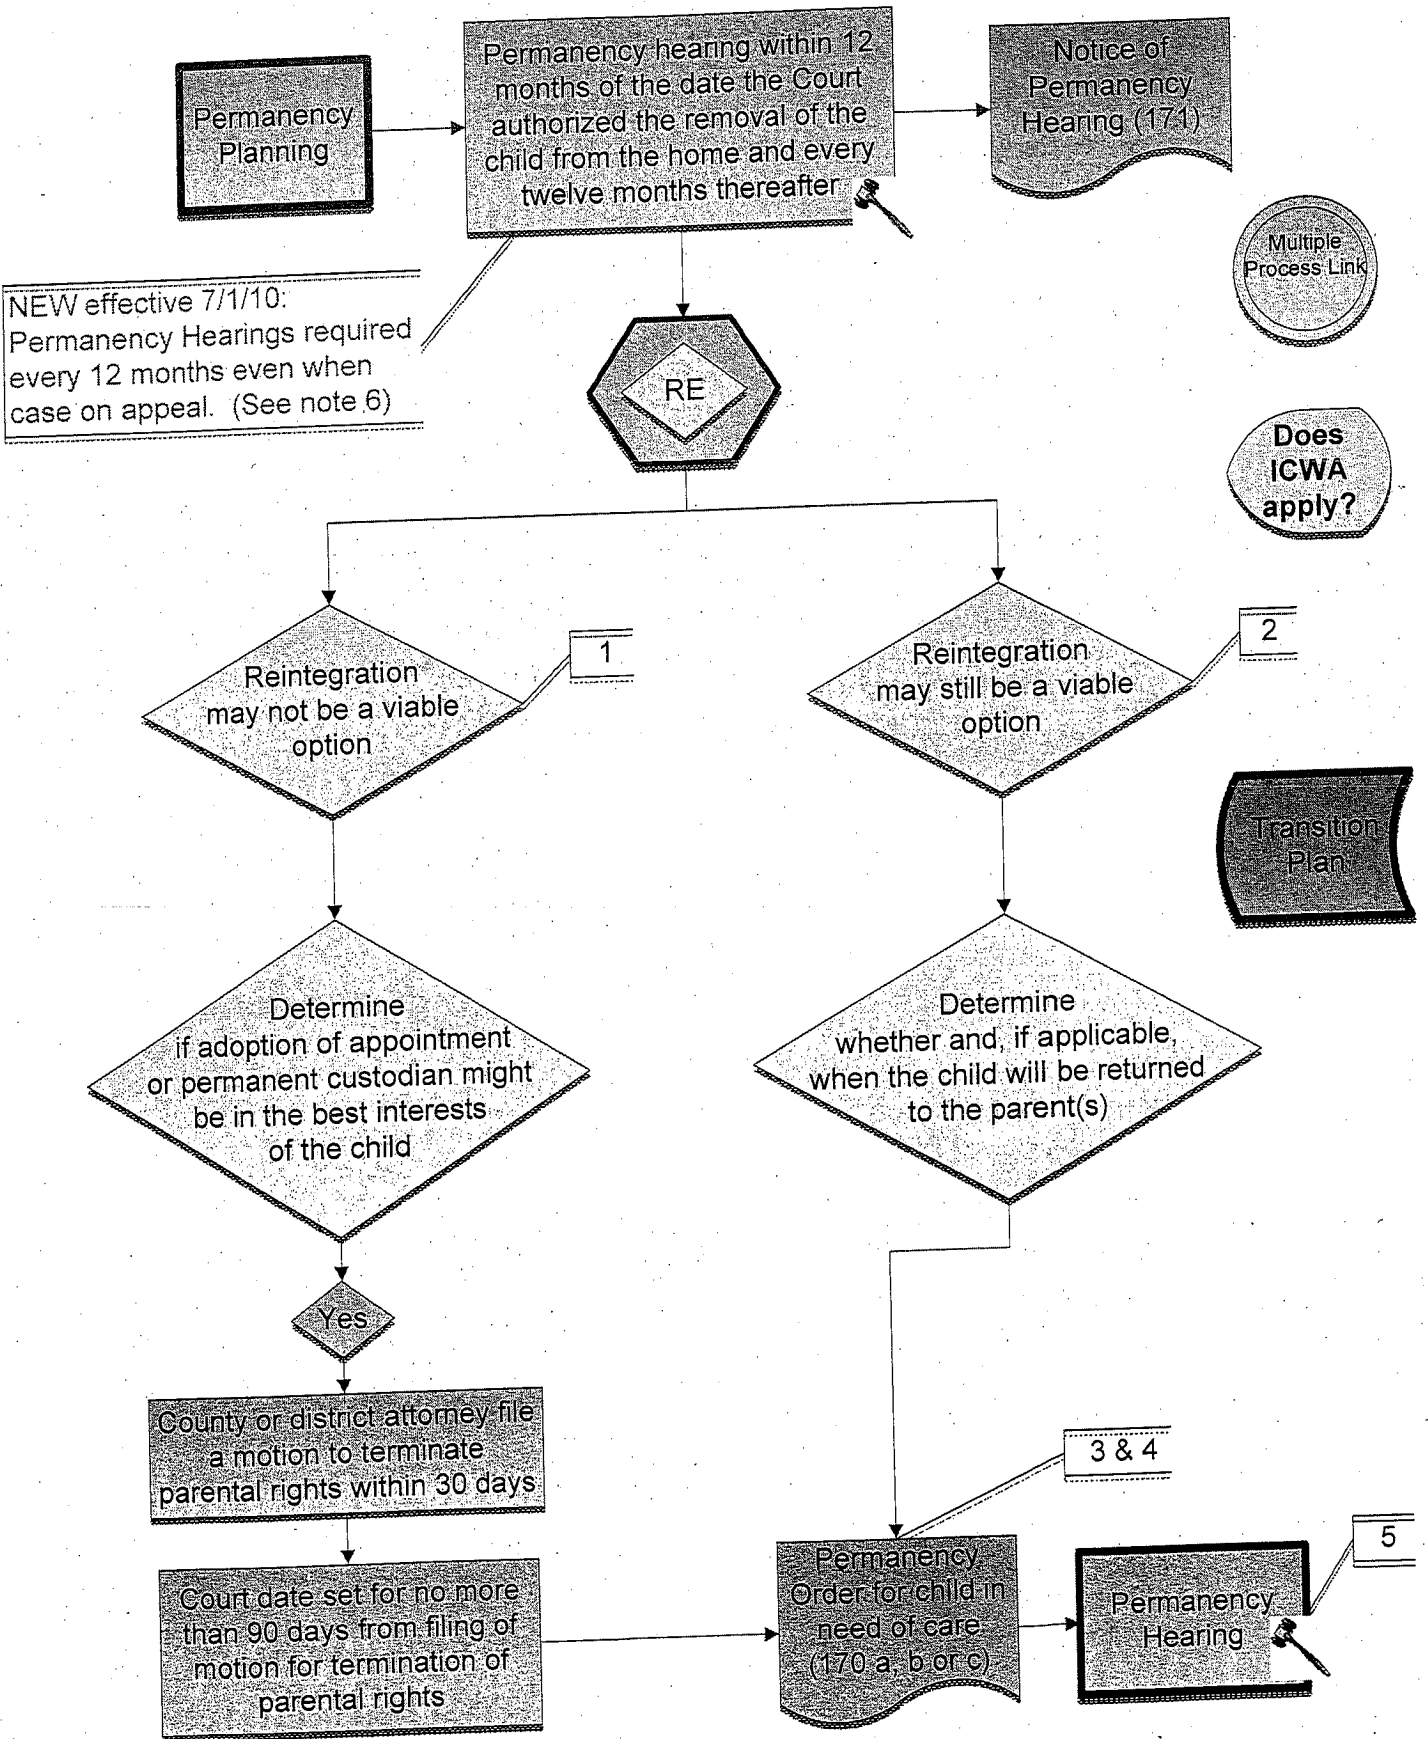 Permanency
Planning
Permanency hearing within 12
months of the date the Court
authorized the removal of the
child from the home and every
twelve months thereafter
Notice of
Permanency
Hearing (171)
Multiple
Process Link
NEW effective 7/1/10:
Permanency Hearings required
every 12 months even when
case on appeal. (See note 6)
RE
Does
ICWA
apply?
Reintegration
may not be a viable
option
1
Reintegration
may still be a viable
option
2
Transition
Plan
Determine
if adoption of appointment
or permanent custodian might
be in the best interests
of the child
Determine
whether and, if applicable,
when the child will be returned
to the parent(s)
Yes
County or district attorney file
a motion to terminate
parental rights within 30 days
3 & 4
5
Court date set for no more
than 90 days from filing of
motion for termination of
parental rights
Permanency
Order for child in
need of care
(170 a, b or c)
Permanency
Hearing